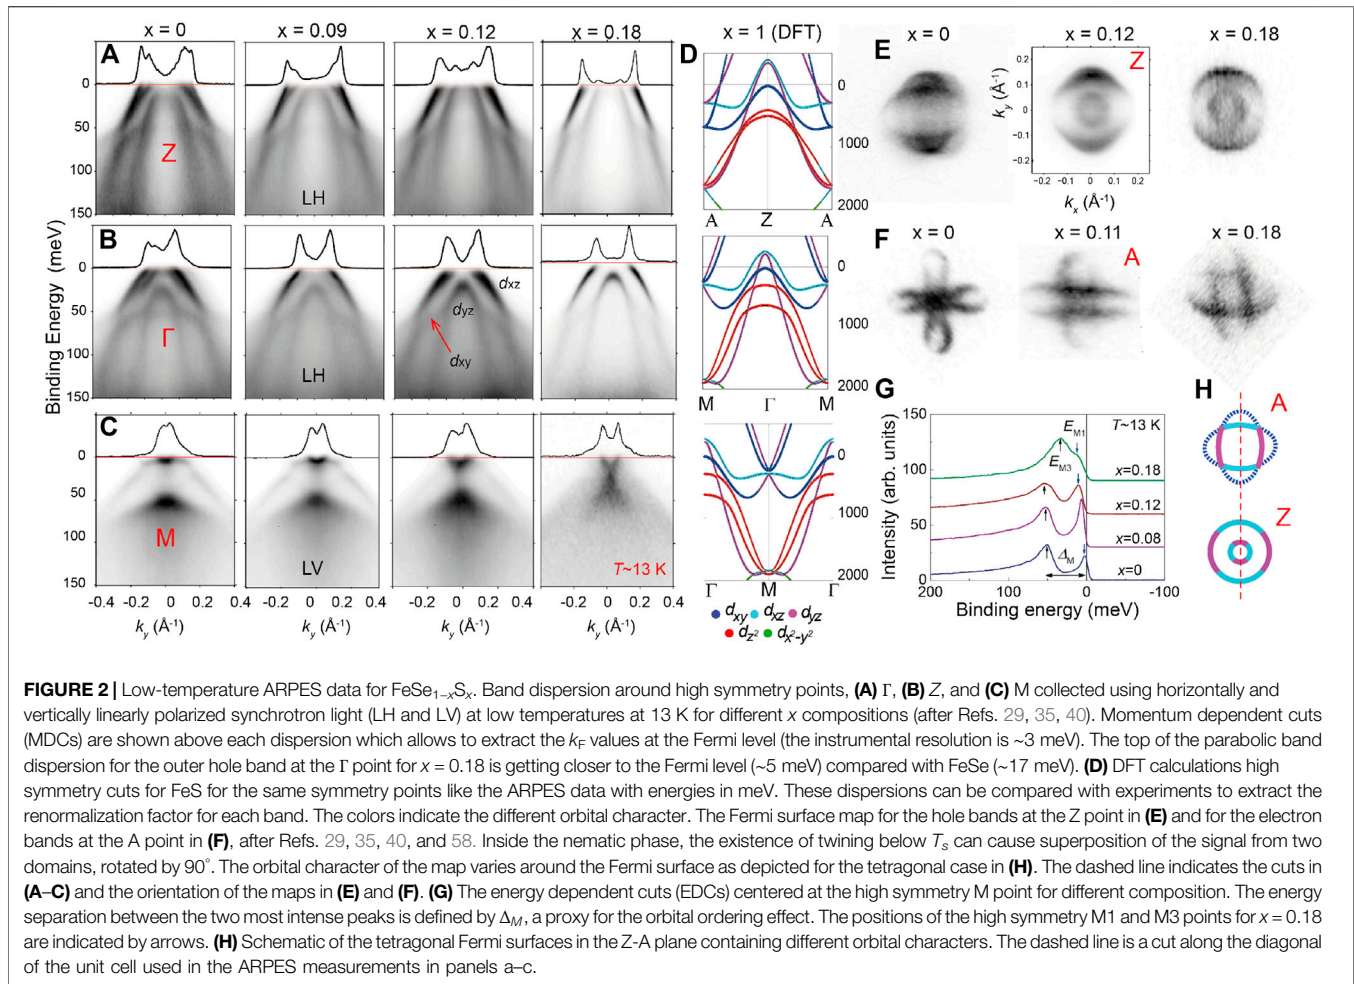 x = 0 x = 0.09 x = 0.12 x = 0.18 x = 1 (DFT)
A
0
50
100
150
Z
LH
B
0
50
100
150
Γ
LH
dxz
dyz
dxy
C
0
50
100
150
M
LV
T~13 K
Binding Energy (meV)
-0.4 -0.2 0 0.2 0.4 -0.2 0 0.2 0.4 -0.2 0 0.2 0.4 -0.2 0 0.2 0.4
ky (Å-1) ky (Å-1) ky (Å-1) ky (Å-1)
D
0
1000
2000
A Z A
0
1000
2000
M Γ M
0
1000
2000
Γ M Γ
dxy dxz dyz
dz² dx²-y²
E
x = 0 x = 0.12 x = 0.18
Z
0.2
0.1
0
-0.1
-0.2
ky (Å-1)
-0.2 -0.1 0 0.1 0.2
kx (Å-1)
F
x = 0 x = 0.11 x = 0.18
A
G
150
100
50
0
Intensity (arb. units)
EM1
EM3
T~13 K
x=0.18
x=0.12
x=0.08
ΔM
x=0
200 100 0 -100
Binding energy (meV)
H
A
Z
FIGURE 2 | Low-temperature ARPES data for FeSe1−xSx. Band dispersion around high symmetry points, (A) Γ, (B) Z, and (C) M collected using horizontally and
vertically linearly polarized synchrotron light (LH and LV) at low temperatures at 13 K for different x compositions (after Refs. 29, 35, 40). Momentum dependent cuts
(MDCs) are shown above each dispersion which allows to extract the kF values at the Fermi level (the instrumental resolution is ~3 meV). The top of the parabolic band
dispersion for the outer hole band at the Γ point for x = 0.18 is getting closer to the Fermi level (~5 meV) compared with FeSe (~17 meV). (D) DFT calculations high
symmetry cuts for FeS for the same symmetry points like the ARPES data with energies in meV. These dispersions can be compared with experiments to extract the
renormalization factor for each band. The colors indicate the different orbital character. The Fermi surface map for the hole bands at the Z point in (E) and for the electron
bands at the A point in (F), after Refs. 29, 35, 40, and 58. Inside the nematic phase, the existence of twining below Ts can cause superposition of the signal from two
domains, rotated by 90°. The orbital character of the map varies around the Fermi surface as depicted for the tetragonal case in (H). The dashed line indicates the cuts in
(A–C) and the orientation of the maps in (E) and (F). (G) The energy dependent cuts (EDCs) centered at the high symmetry M point for different composition. The energy
separation between the two most intense peaks is defined by ΔM, a proxy for the orbital ordering effect. The positions of the high symmetry M1 and M3 points for x = 0.18
are indicated by arrows. (H) Schematic of the tetragonal Fermi surfaces in the Z-A plane containing different orbital characters. The dashed line is a cut along the diagonal
of the unit cell used in the ARPES measurements in panels a–c.